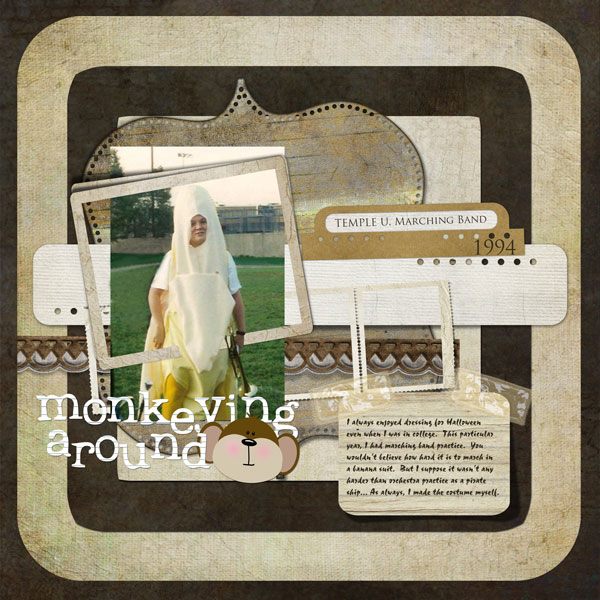 TEMPLE U. MARCHING BAND
1994
monkeying
around
I always enjoyed dressing for Halloween
even when I was in college. This particular
year, I had marching band practice. You
wouldn't believe how hard it is to march in
a banana suit. But I suppose it wasn't any
harder than orchestra practice as a pirate
ship... As always, I made the costume myself.